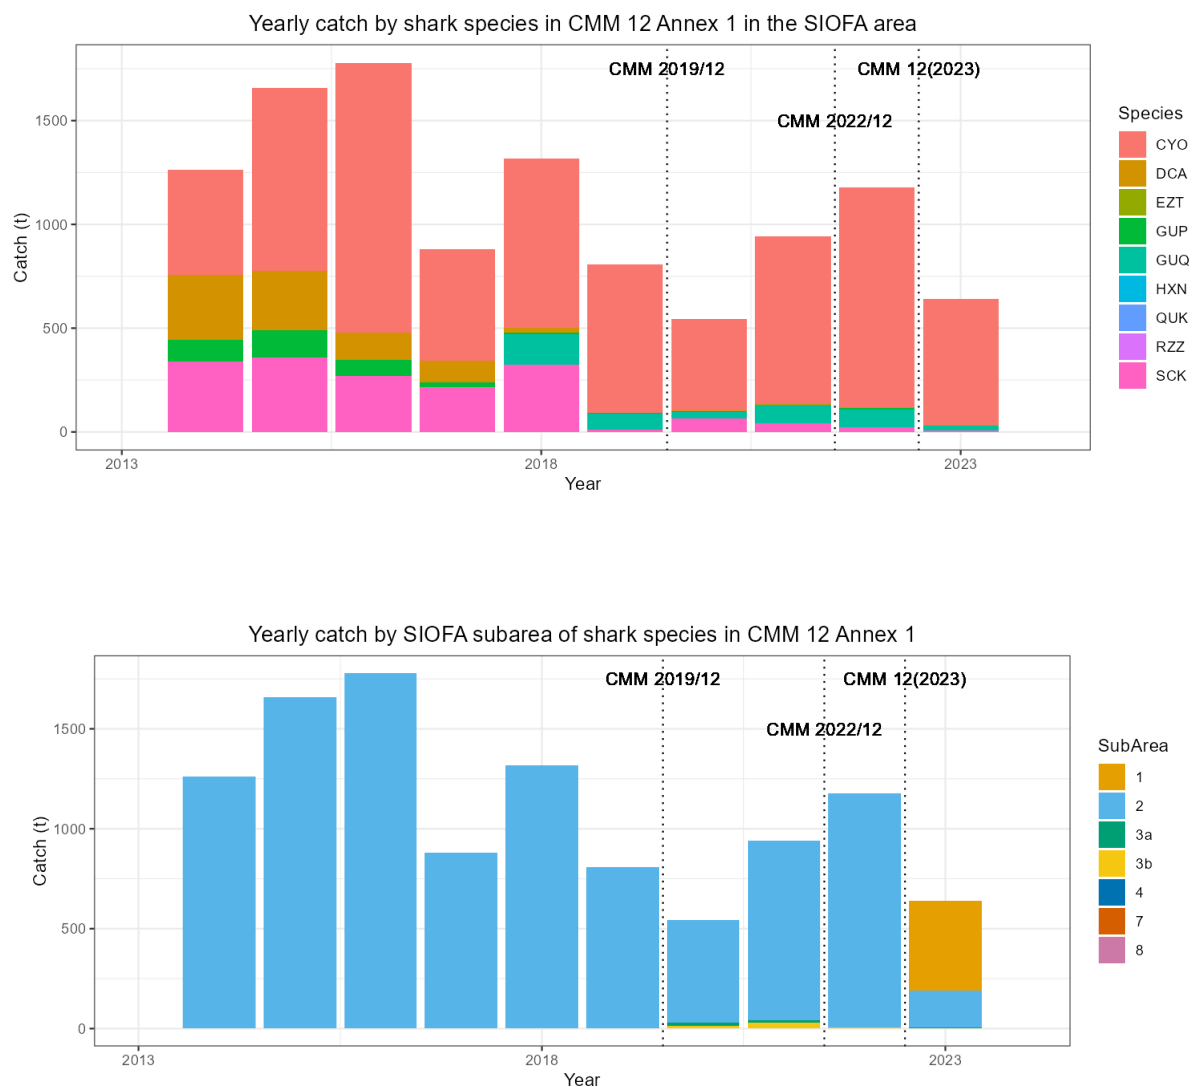 Yearly catch by shark species in CMM 12 Annex 1 in the SIOFA area
CMM 2019/12
CMM 12(2023)
CMM 2022/12
1500
1000
500
0
Catch (t)
2013
2018
2023
Year
Species
CYO
DCA
EZT
GUP
GUQ
HXN
QUK
RZZ
SCK
Yearly catch by SIOFA subarea of shark species in CMM 12 Annex 1
CMM 2019/12
CMM 12(2023)
CMM 2022/12
1500
1000
500
0
Catch (t)
2013
2018
2023
Year
SubArea
1
2
3a
3b
4
7
8